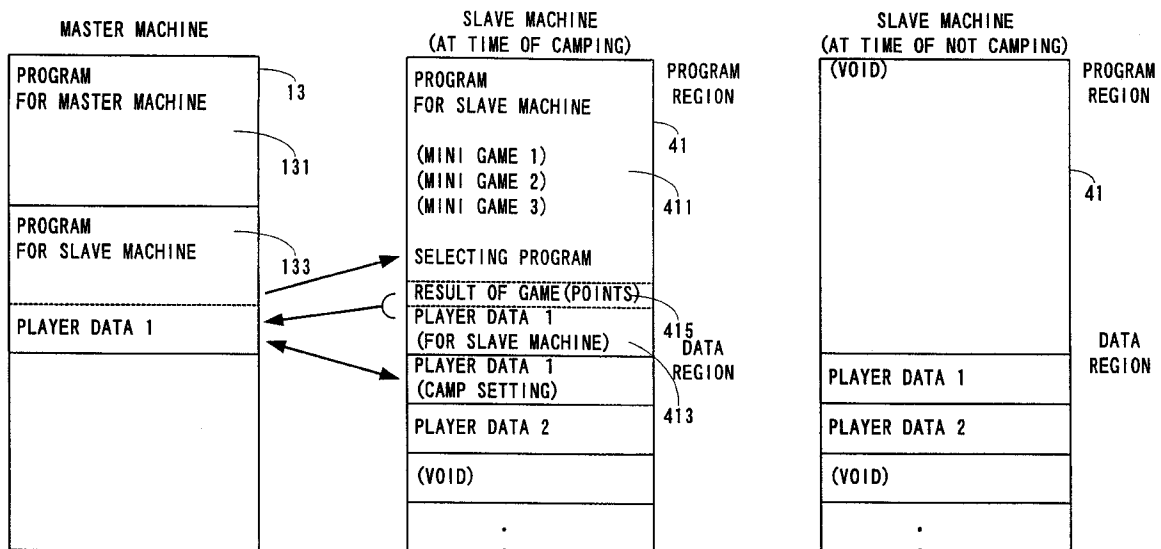 MASTER MACHINE
PROGRAM
FOR MASTER MACHINE
13
131
PROGRAM
FOR SLAVE MACHINE
133
PLAYER DATA 1
SLAVE MACHINE
(AT TIME OF CAMPING)
PROGRAM
FOR SLAVE MACHINE
PROGRAM
REGION
41
(MINI GAME 1)
(MINI GAME 2)
(MINI GAME 3)
411
SELECTING PROGRAM
RESULT OF GAME(POINTS)
415
PLAYER DATA 1
(FOR SLAVE MACHINE)
DATA
REGION
PLAYER DATA 1
(CAMP SETTING)
413
PLAYER DATA 2
(VOID)
SLAVE MACHINE
(AT TIME OF NOT CAMPING)
(VOID)
PROGRAM
REGION
41
DATA
REGION
PLAYER DATA 1
PLAYER DATA 2
(VOID)